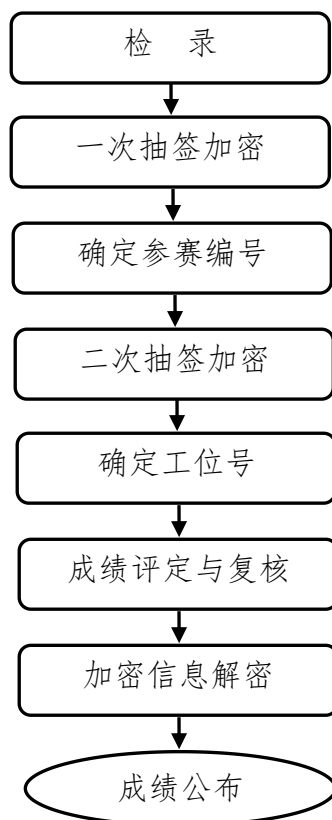 检 录
一次抽签加密
确定参赛编号
二次抽签加密
确定工位号
成绩评定与复核
加密信息解密
成绩公布